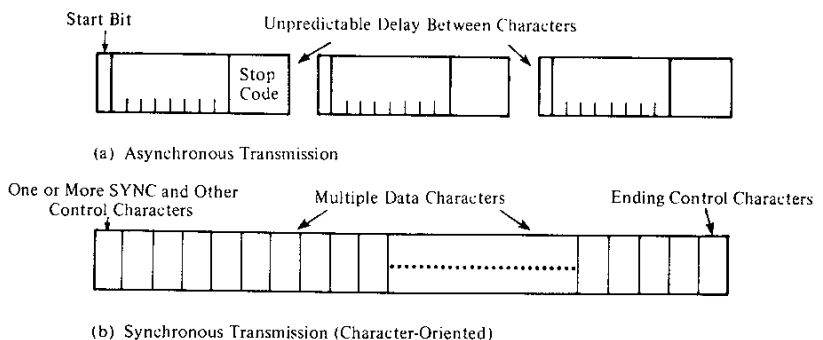 Start Bit
Unpredictable Delay Between Characters
Stop
Code
(a) Asynchronous Transmission
One or More SYNC and Other
Control Characters
Multiple Data Characters
Ending Control Characters
(b) Synchronous Transmission (Character-Oriented)